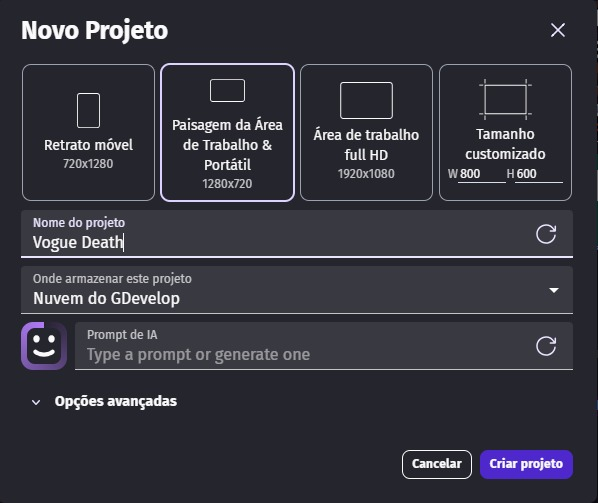 Novo Projeto
Retrato móvel
720x1280
Paisagem da Área
de Trabalho &
Portátil
1280x720
Área de trabalho
full HD
1920x1080
Tamanho
customizado
W 800 H 600
Nome do projeto
Vogue Death
Onde armazenar este projeto
Nuvem do GDevelop
Prompt de IA
Type a prompt or generate one
Opções avançadas
Cancelar
Criar projeto